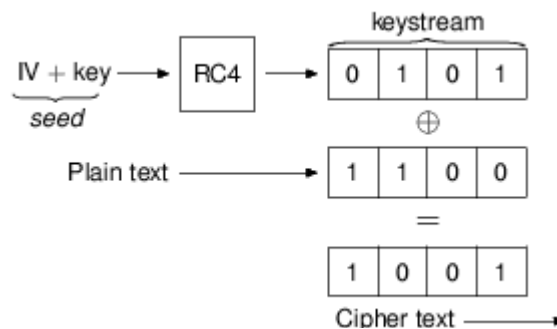 keystream
IV + key
RC4
0 1 0 1
seed
⊕
Plain text
1 1 0 0
=
1 0 0 1
Cipher text